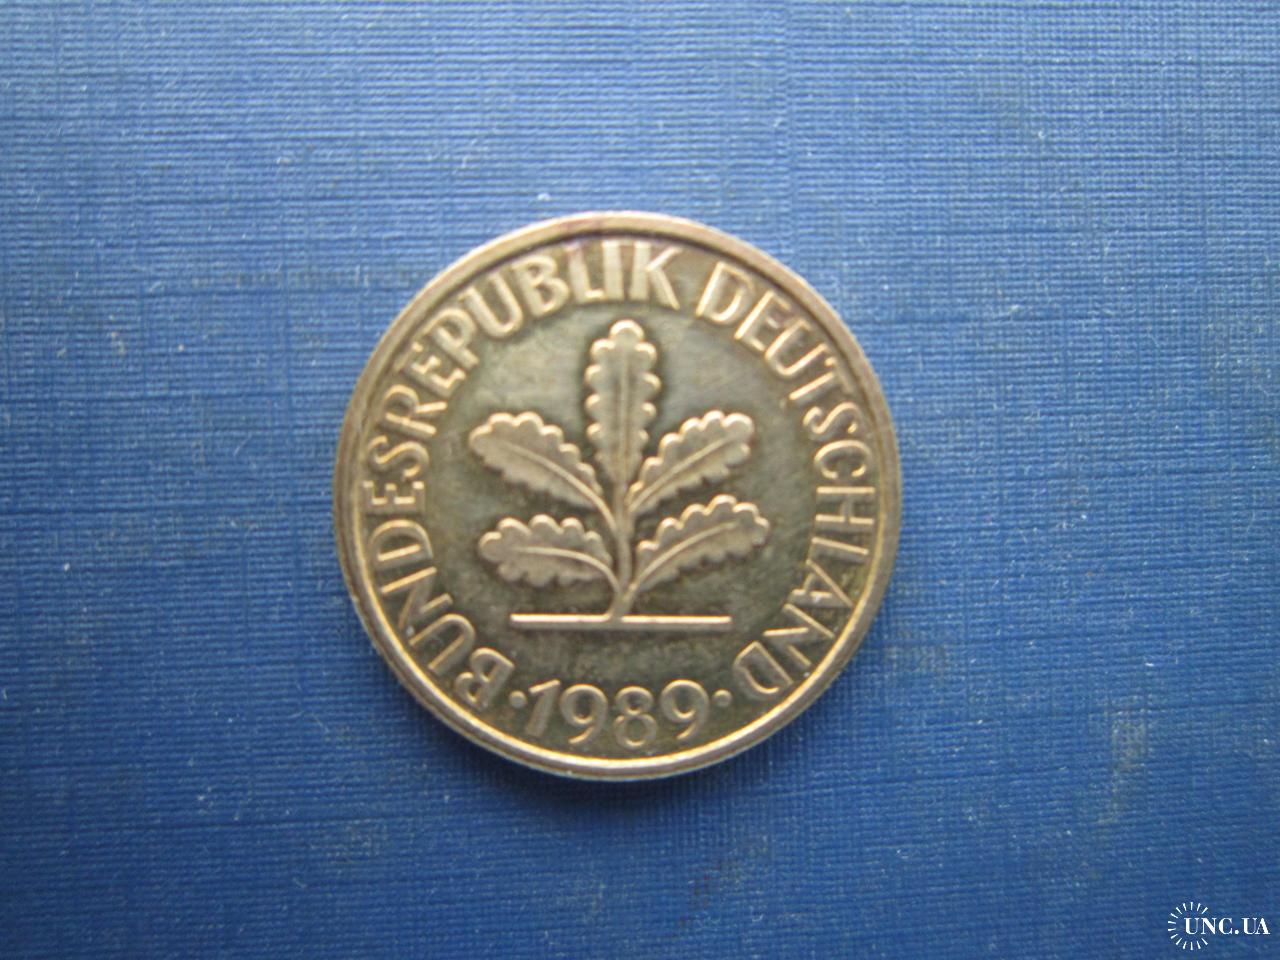 BUNDESREPUBLIK DEUTSCHLAND
· 1989 ·
UNC.UA